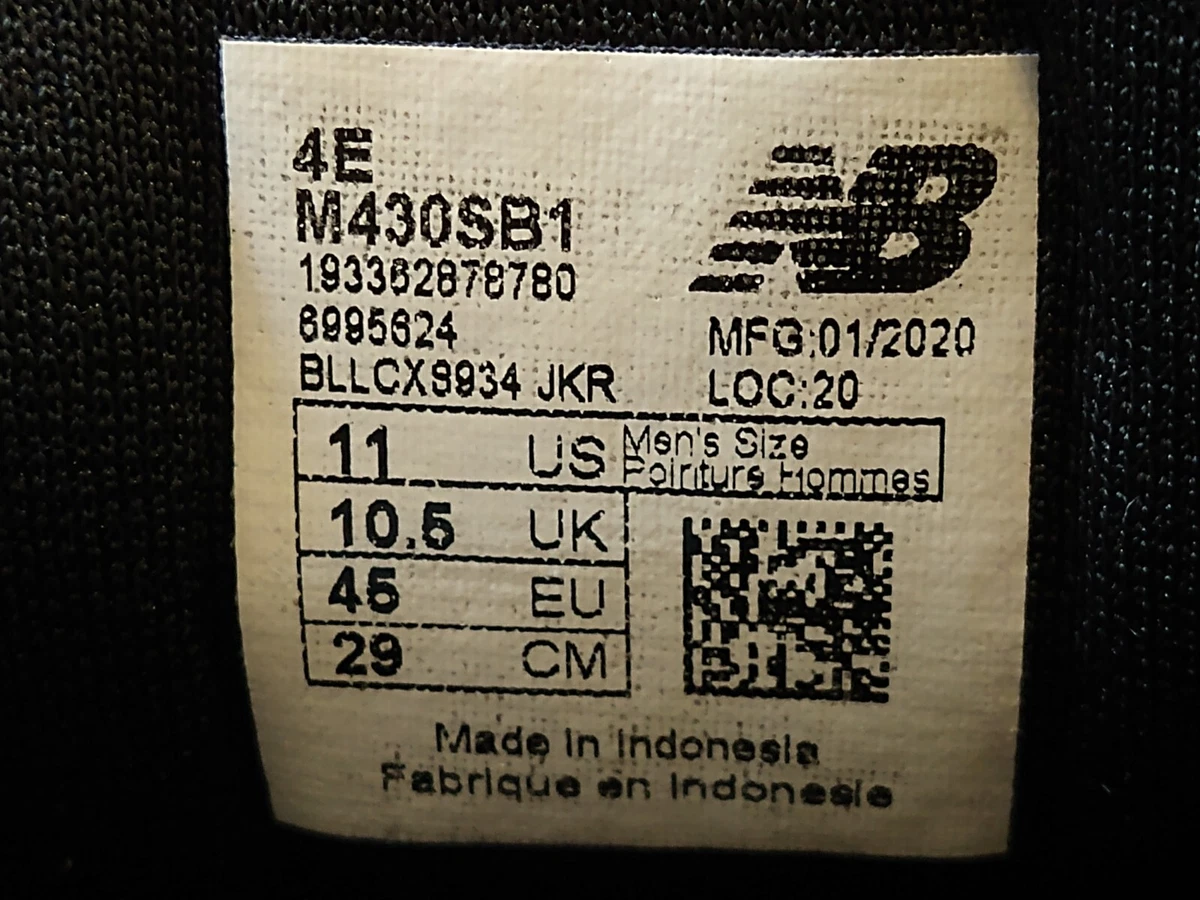 4E
M430SB1
193362878780
6995624
BLLCXS934 JKR
MFG:01/2020
LOC:20
11 US Men's Size
Pointure Hommes
10.5 UK
45 EU
29 CM
Made in Indonesia
Fabrique en Indonesie